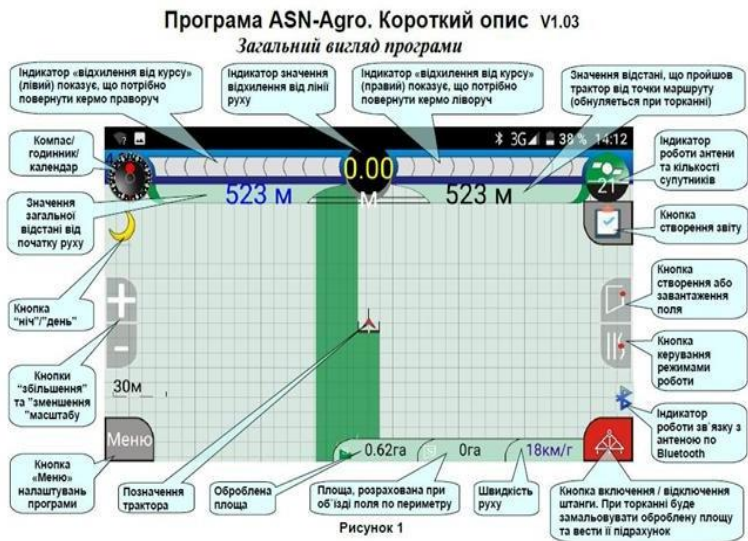 Програма ASN-Agro. Короткий опис V1.03
Загальний вигляд програми
Індикатор «відхилення від курсу»
(лівий) показує, що потрібно
повернути кермо праворуч
Індикатор значення
відхилення від лінії
руху
Індикатор «відхилення від курсу»
(правий) показує, що потрібно
повернути кермо ліворуч
Значення відстані, що пройшов
трактор від точки маршруту
(обнуляється при торканні)
Компас/
годинник/
календар
3G 38 % 14:12
0.00
м
523 м
523 м
21
Індикатор
роботи антени
та кількості
супутників
Значення
загальної
відстані від
початку руху
Кнопка
створення звіту
Кнопка
"ніч"/"день"
Кнопка
створення або
завантаження
поля
Кнопки
"збільшення"
та "зменшення
"масштабу
+
-
Кнопка
керування
режимами
роботи
30м
Індикатор
роботи зв`язку з
антеною по
Bluetooth
Меню
0.62га
0га
18км/г
Кнопка
«Меню»
налаштувань
програми
Позначення
трактора
Оброблена
площа
Площа, розрахована при
об`їзді поля по периметру
Швидкість
руху
Кнопка включення / відключення
штанги. При торканні буде
замальовувати оброблену площу
та вести її підрахунок
Рисунок 1